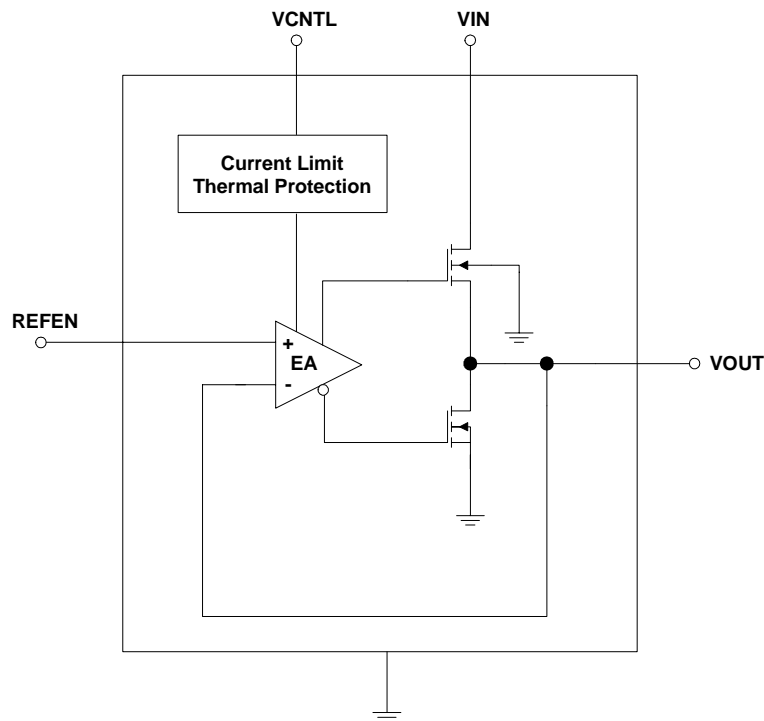 VCNTL
VIN
Current Limit
Thermal Protection
REFEN
+
EA
-
VOUT